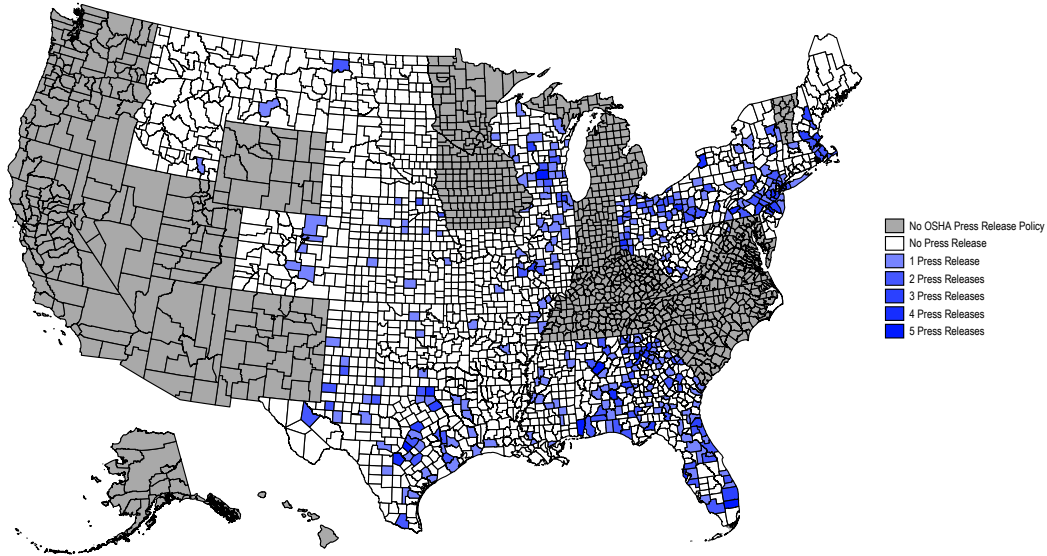 No OSHA Press Release Policy
No Press Release
1 Press Release
2 Press Releases
3 Press Releases
4 Press Releases
5 Press Releases